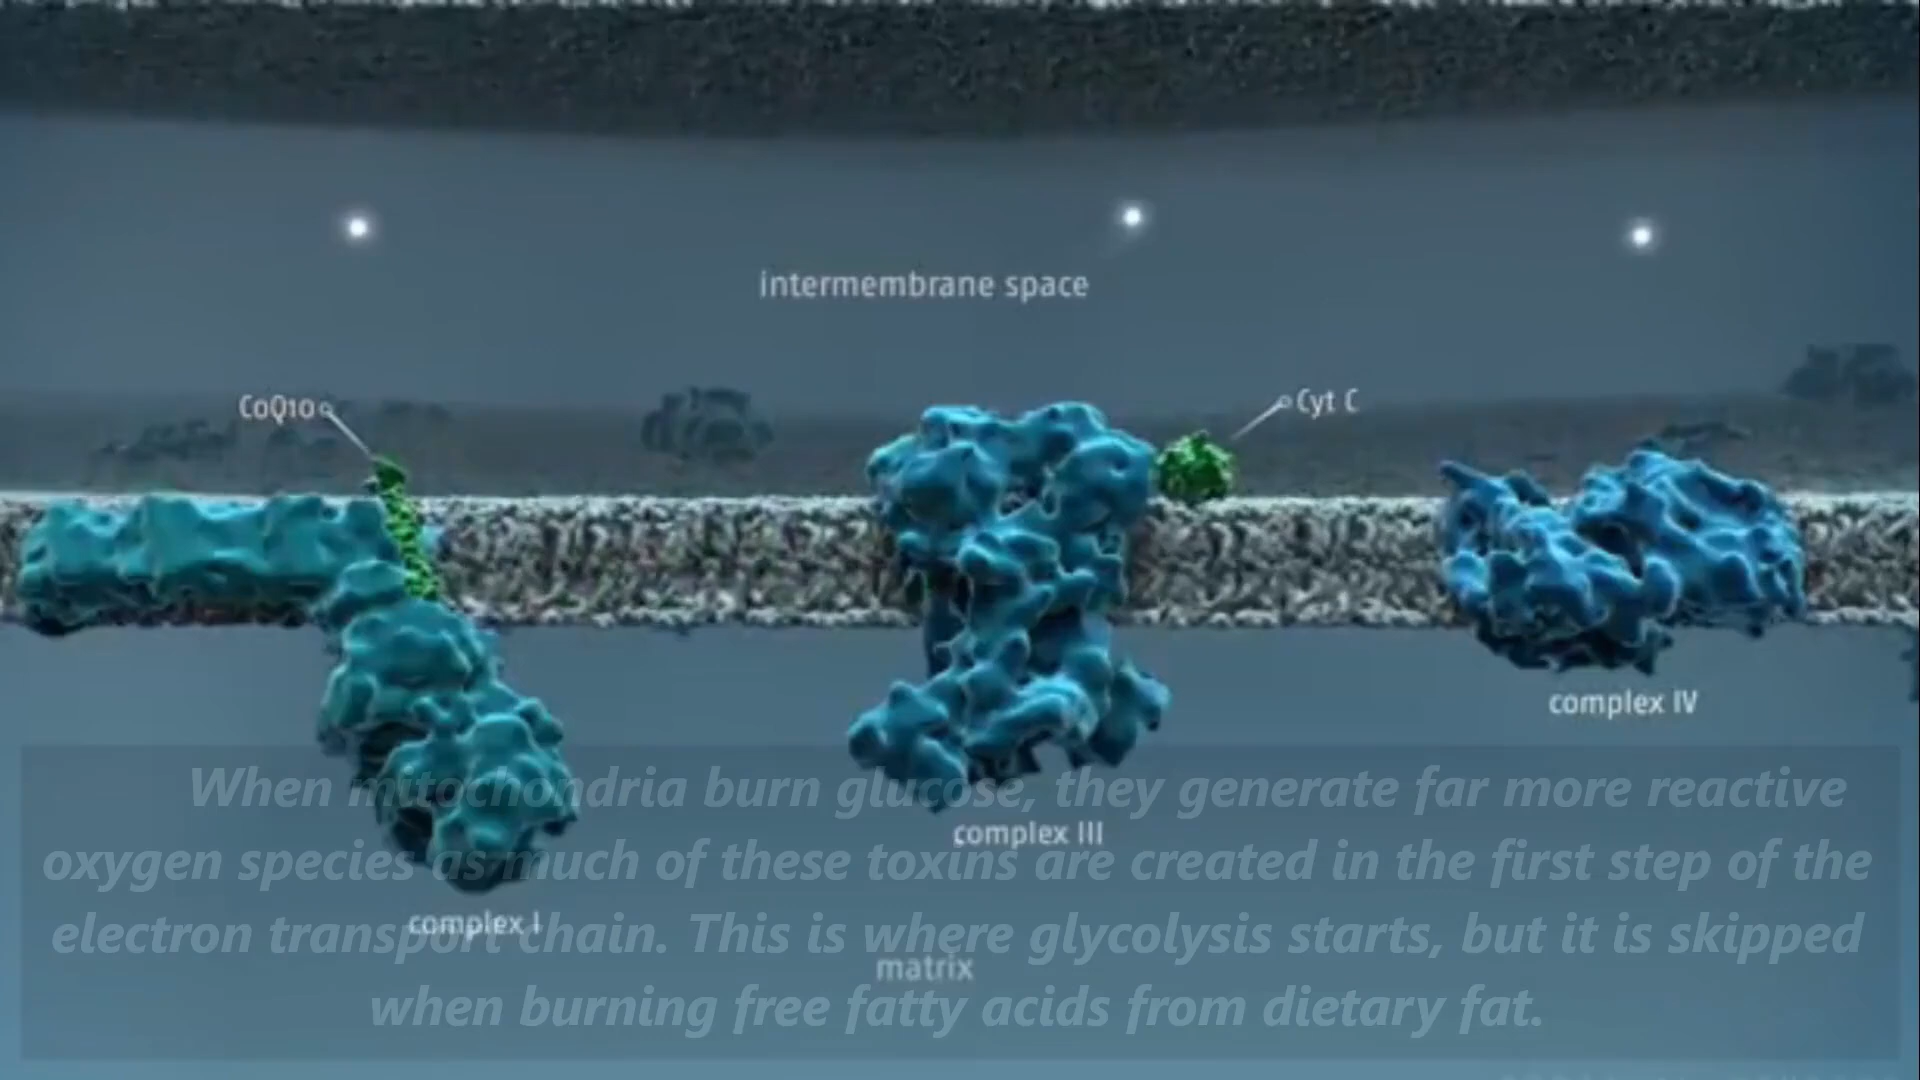 intermembrane space
CoQ10
Cyt C
complex IV
When mitochondria burn glucose, they generate far more reactive
complex III
oxygen species as much of these toxins are created in the first step of the
complex I
electron transport chain. This is where glycolysis starts, but it is skipped
matrix
when burning free fatty acids from dietary fat.